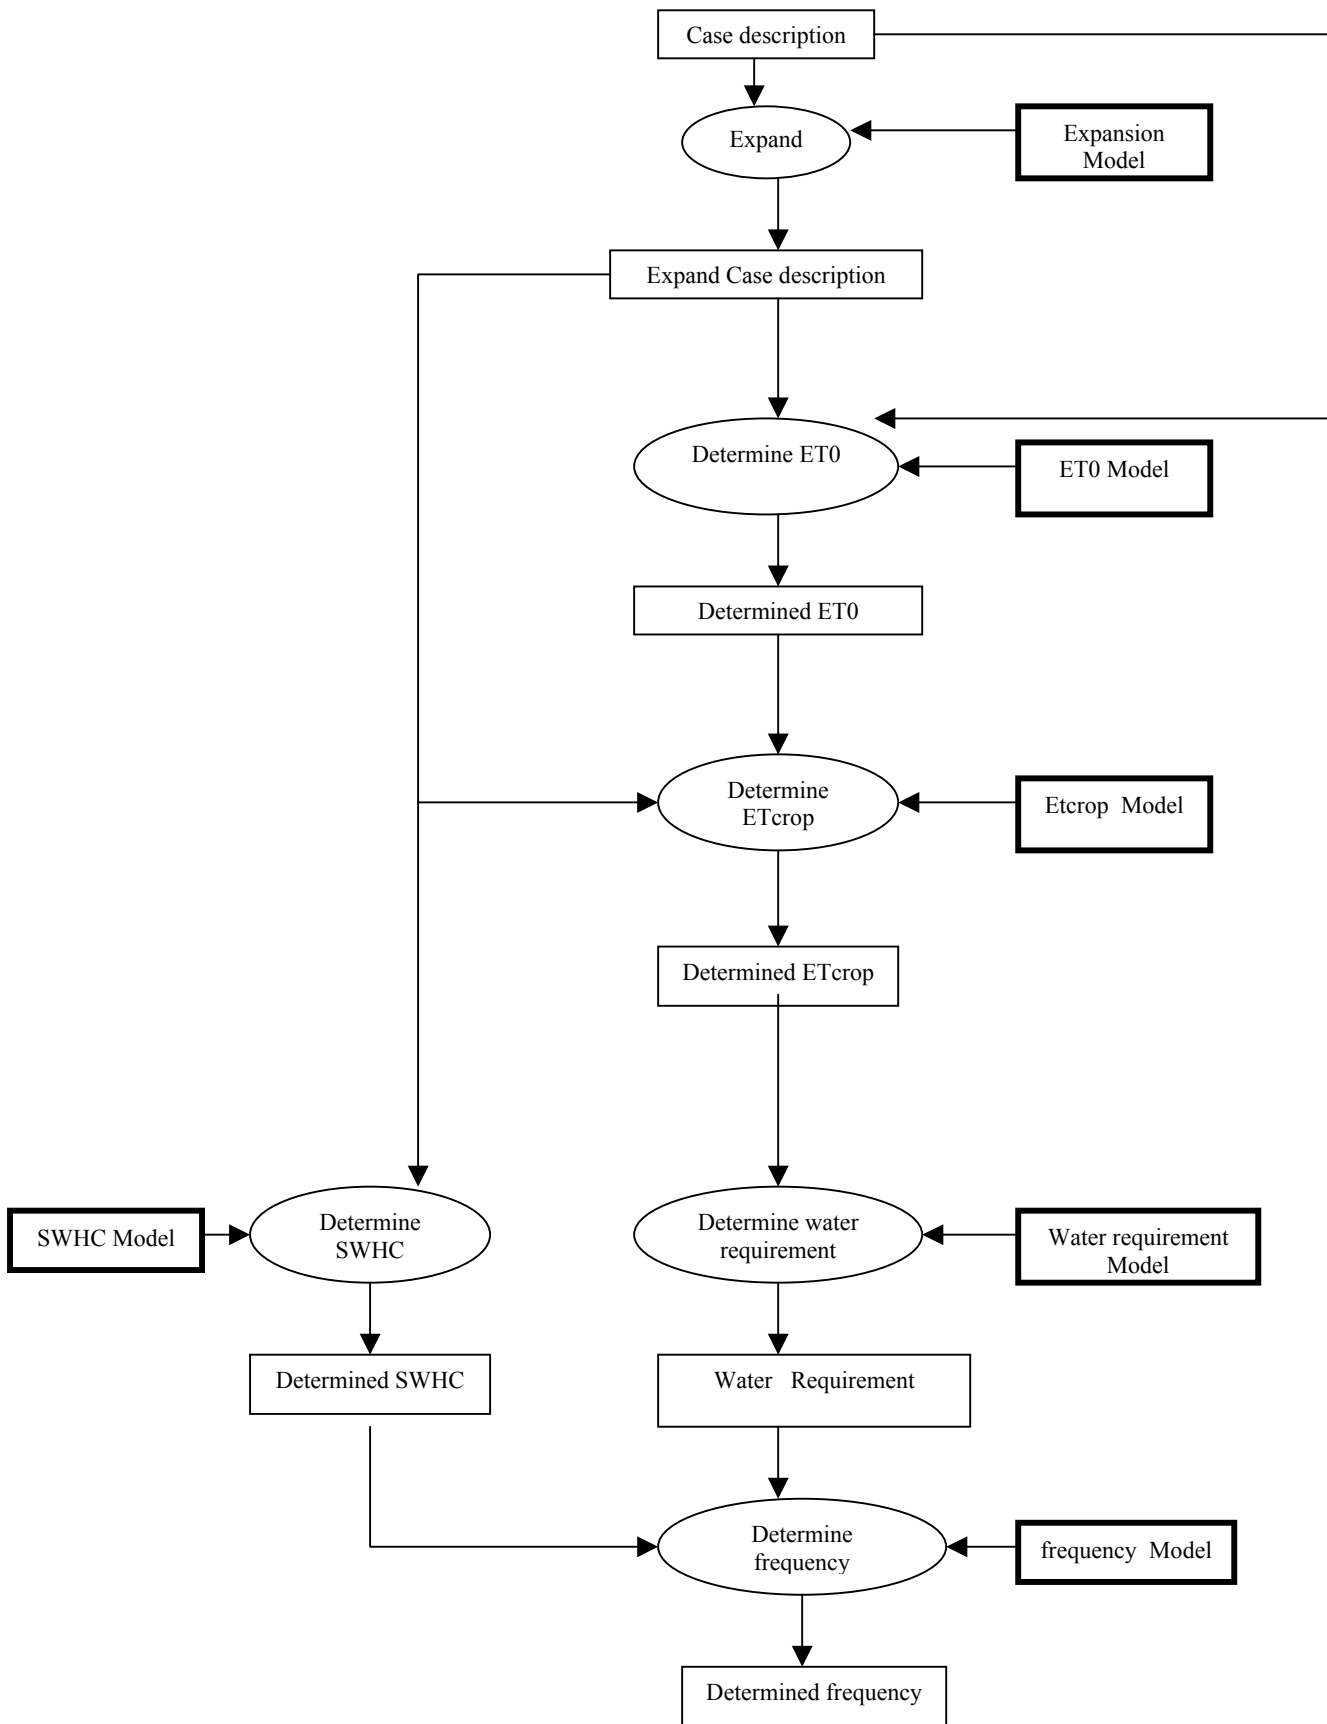 Case description
Expand
Expansion
Model
Expand Case description
Determine ET0
ET0 Model
Determined ET0
Determine
ETcrop
Etcrop Model
Determined ETcrop
SWHC Model
Determine
SWHC
Determine water
requirement
Water requirement
Model
Determined SWHC
Water Requirement
Determine
frequency
frequency Model
Determined frequency